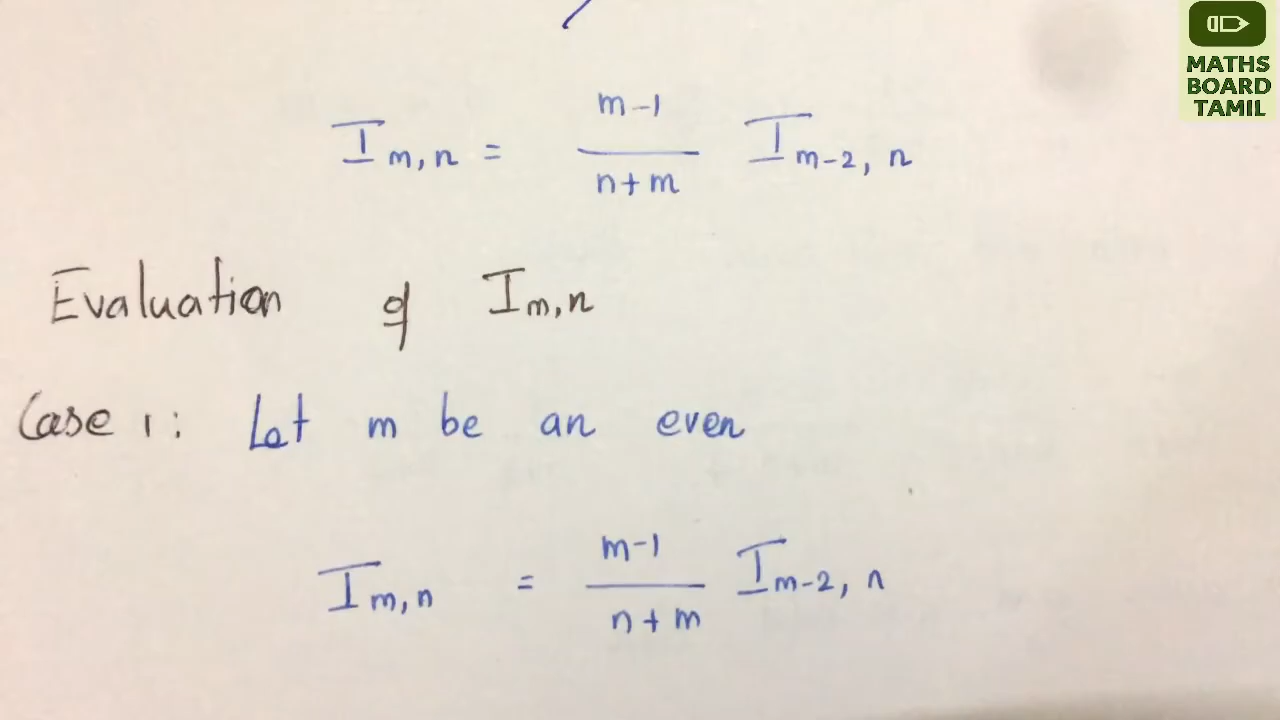 MATHS
BOARD
TAMIL
I m, n = m-1 / n+m I m-2, n
Evaluation of I m,n
Case 1: Let m be an even
I m, n = m-1 / n+m I m-2, n